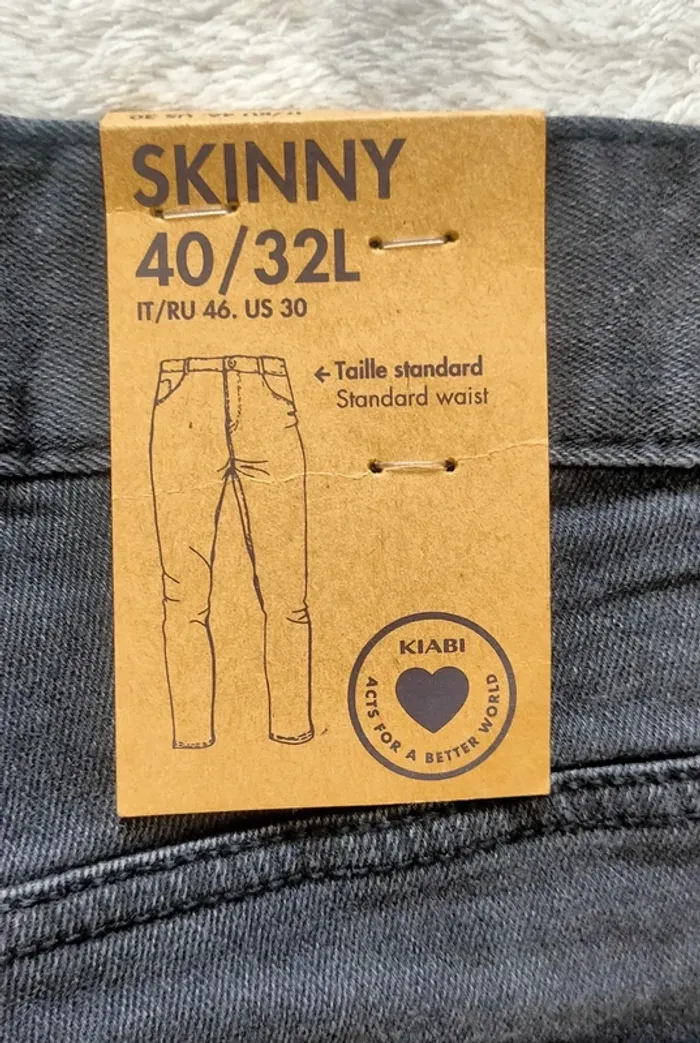 SKINNY
40/32L
IT/RU 46. US 30
←Taille standard
Standard waist
KIABI
ACTS FOR A BETTER WORLD